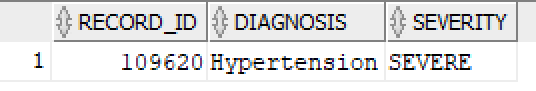 RECORD_ID DIAGNOSIS SEVERITY
1 109620 Hypertension SEVERE